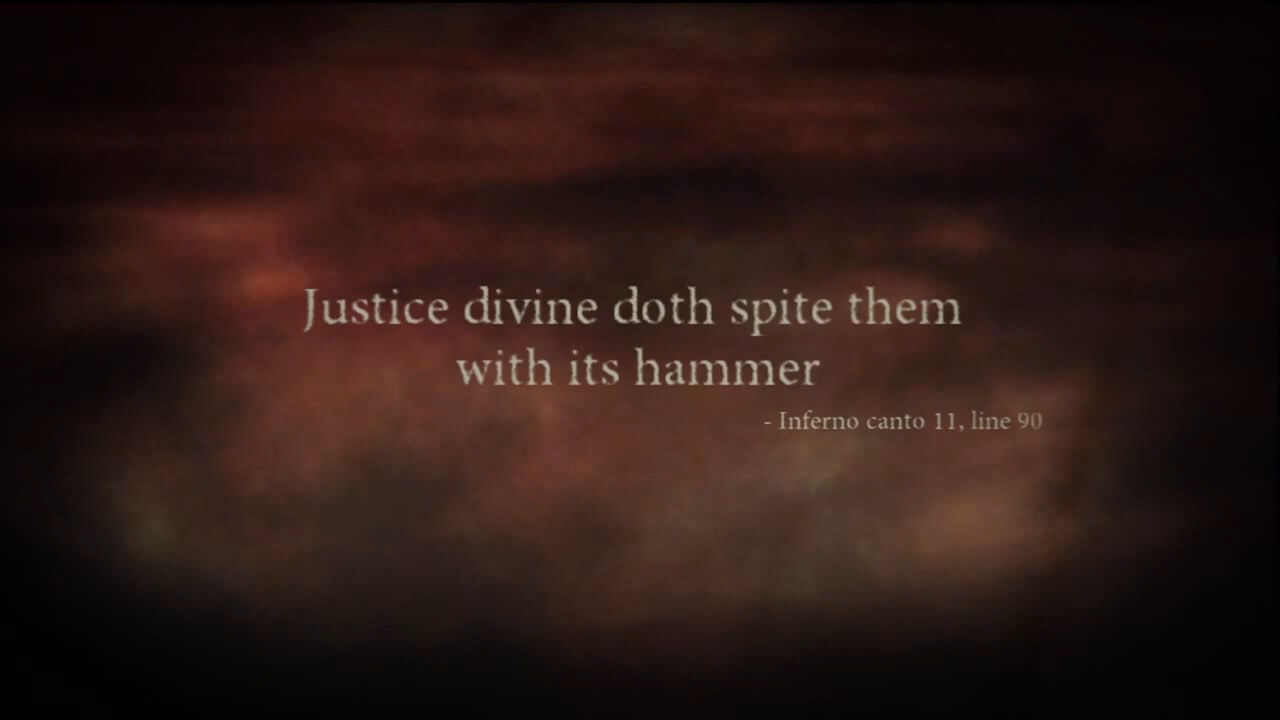 Justice divine doth spite them
with its hammer
- Inferno canto 11, line 90